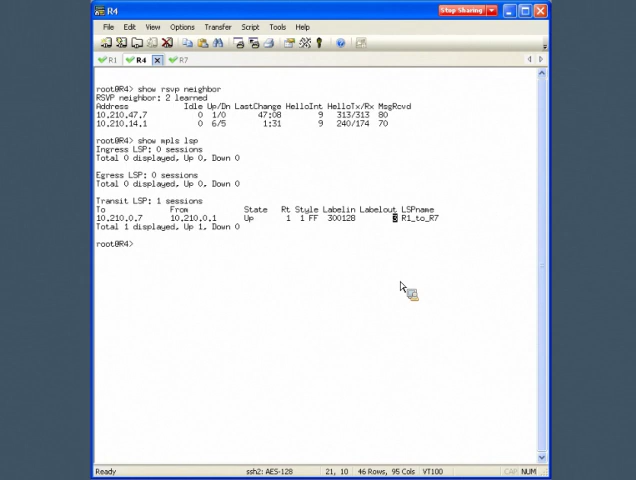 R4
Stop Sharing
File Edit View Options Transfer Script Tools Help
R1 R4 R7
root@R4> show rsvp neighbor
RSVP neighbor: 2 learned
Address Idle Up/Dn LastChange HelloInt HelloTx/Rx MsgRcvd
10.210.47.7 0 1/0 47:08 9 313/313 80
10.210.14.1 0 6/5 1:31 9 240/174 70
root@R4> show mpls lsp
Ingress LSP: 0 sessions
Total 0 displayed, Up 0, Down 0
Egress LSP: 0 sessions
Total 0 displayed, Up 0, Down 0
Transit LSP: 1 sessions
To From State Rt Style Labelin Labelout LSPname
10.210.0.7 10.210.0.1 Up 1 1 FF 300128 3 R1_to_R7
Total 1 displayed, Up 1, Down 0
root@R4>
Ready ssh2: AES-128 21, 10 46 Rows, 95 Cols VT100 CAP NUM